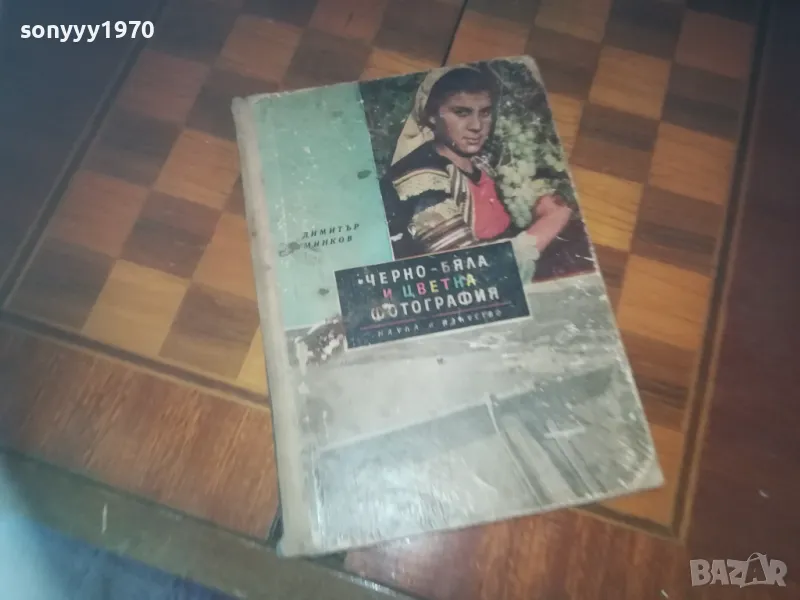 sonyyy1970
ДИМИТЪР
МИНКОВ
ЧЕРНО-БЯЛА
И ЦВЕТНА
ФОТОГРАФИЯ
НАУКА И ИЗКУСТВО
BAZAR